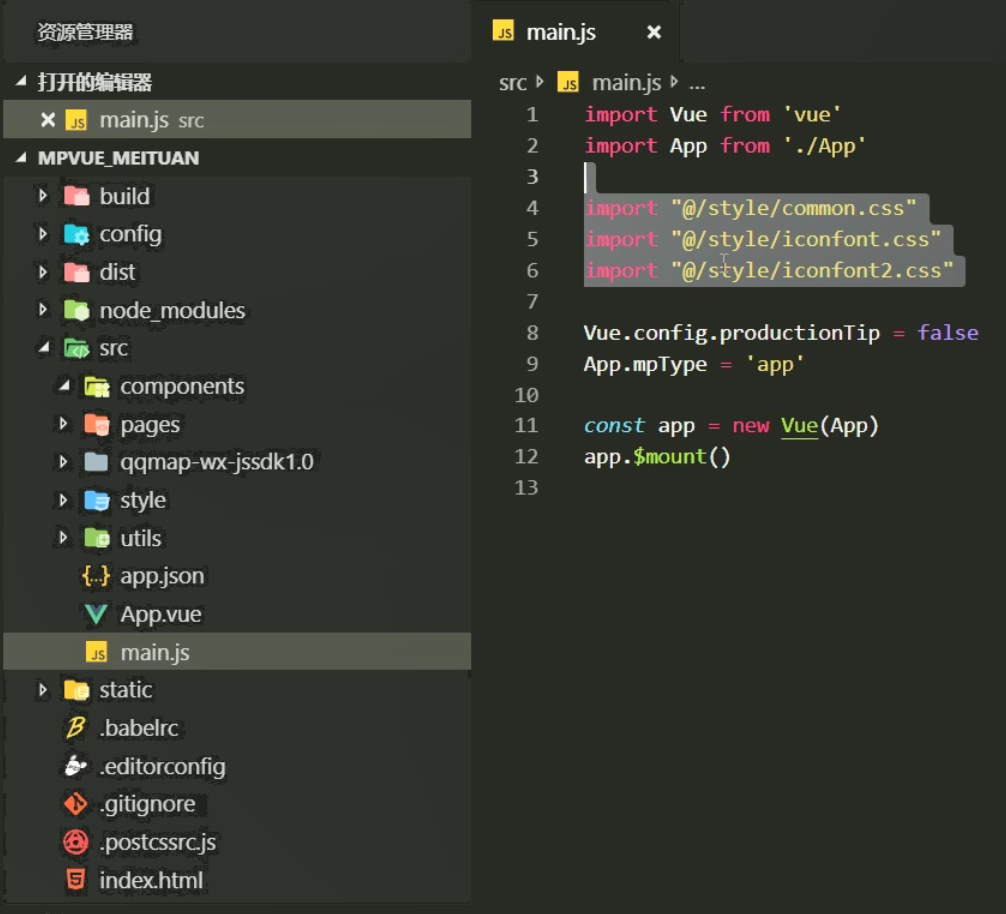 资源管理器
打开的编辑器
main.js src
MPVUE_MEITUAN
build
config
dist
node_modules
src
components
pages
qqmap-wx-jssdk1.0
style
utils
app.json
App.vue
main.js
static
.babelrc
.editorconfig
.gitignore
.postcssrc.js
index.html
main.js
src main.js ...
1 import Vue from 'vue'
2 import App from './App'
3
4 import "@/style/common.css"
5 import "@/style/iconfont.css"
6 import "@/style/iconfont2.css"
7
8 Vue.config.productionTip = false
9 App.mpType = 'app'
10
11 const app = new Vue(App)
12 app.$mount()
13